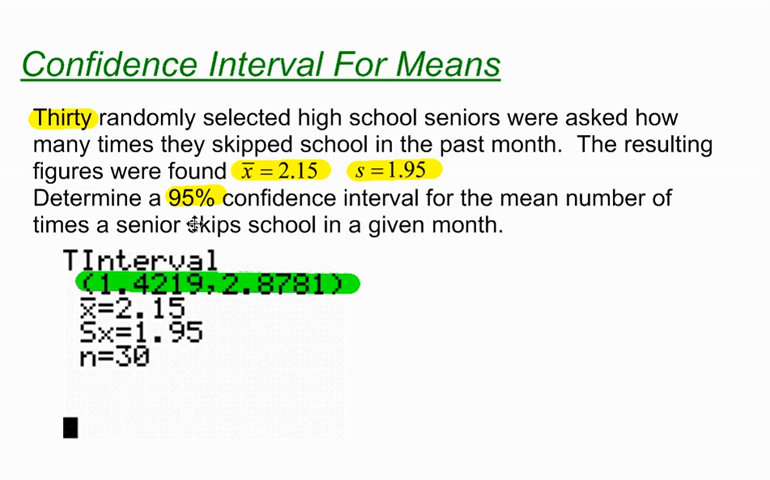 Confidence Interval For Means
Thirty randomly selected high school seniors were asked how
many times they skipped school in the past month.  The resulting
figures were found x̅ = 2.15 s = 1.95
Determine a 95% confidence interval for the mean number of
times a senior skips school in a given month.
TInterval
(1.4219,2.8781)
x̅=2.15
Sx=1.95
n=30